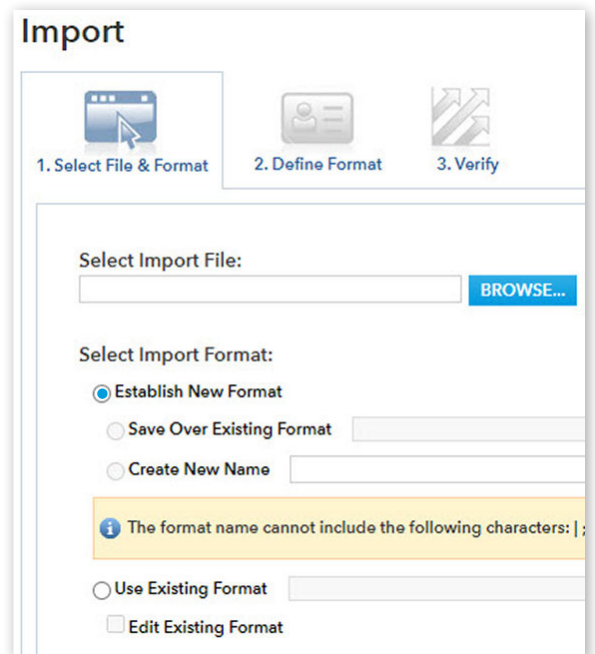 Import
1. Select File & Format
2. Define Format
3. Verify
Select Import File:
BROWSE...
Select Import Format:
Establish New Format
Save Over Existing Format
Create New Name
The format name cannot include the following characters: | ;
Use Existing Format
Edit Existing Format